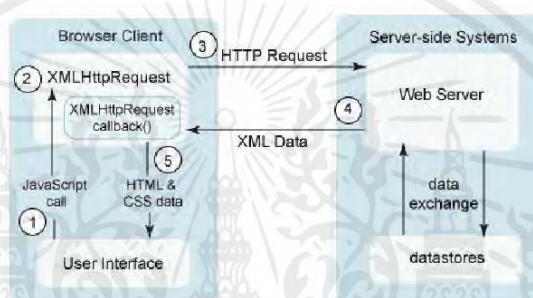 Browser Client
Server-side Systems
3
HTTP Request
2
XMLHttpRequest
XMLHttpRequest
callback()
Web Server
4
XML Data
5
JavaScript
call
HTML &
CSS data
data
exchange
1
User Interface
datastores